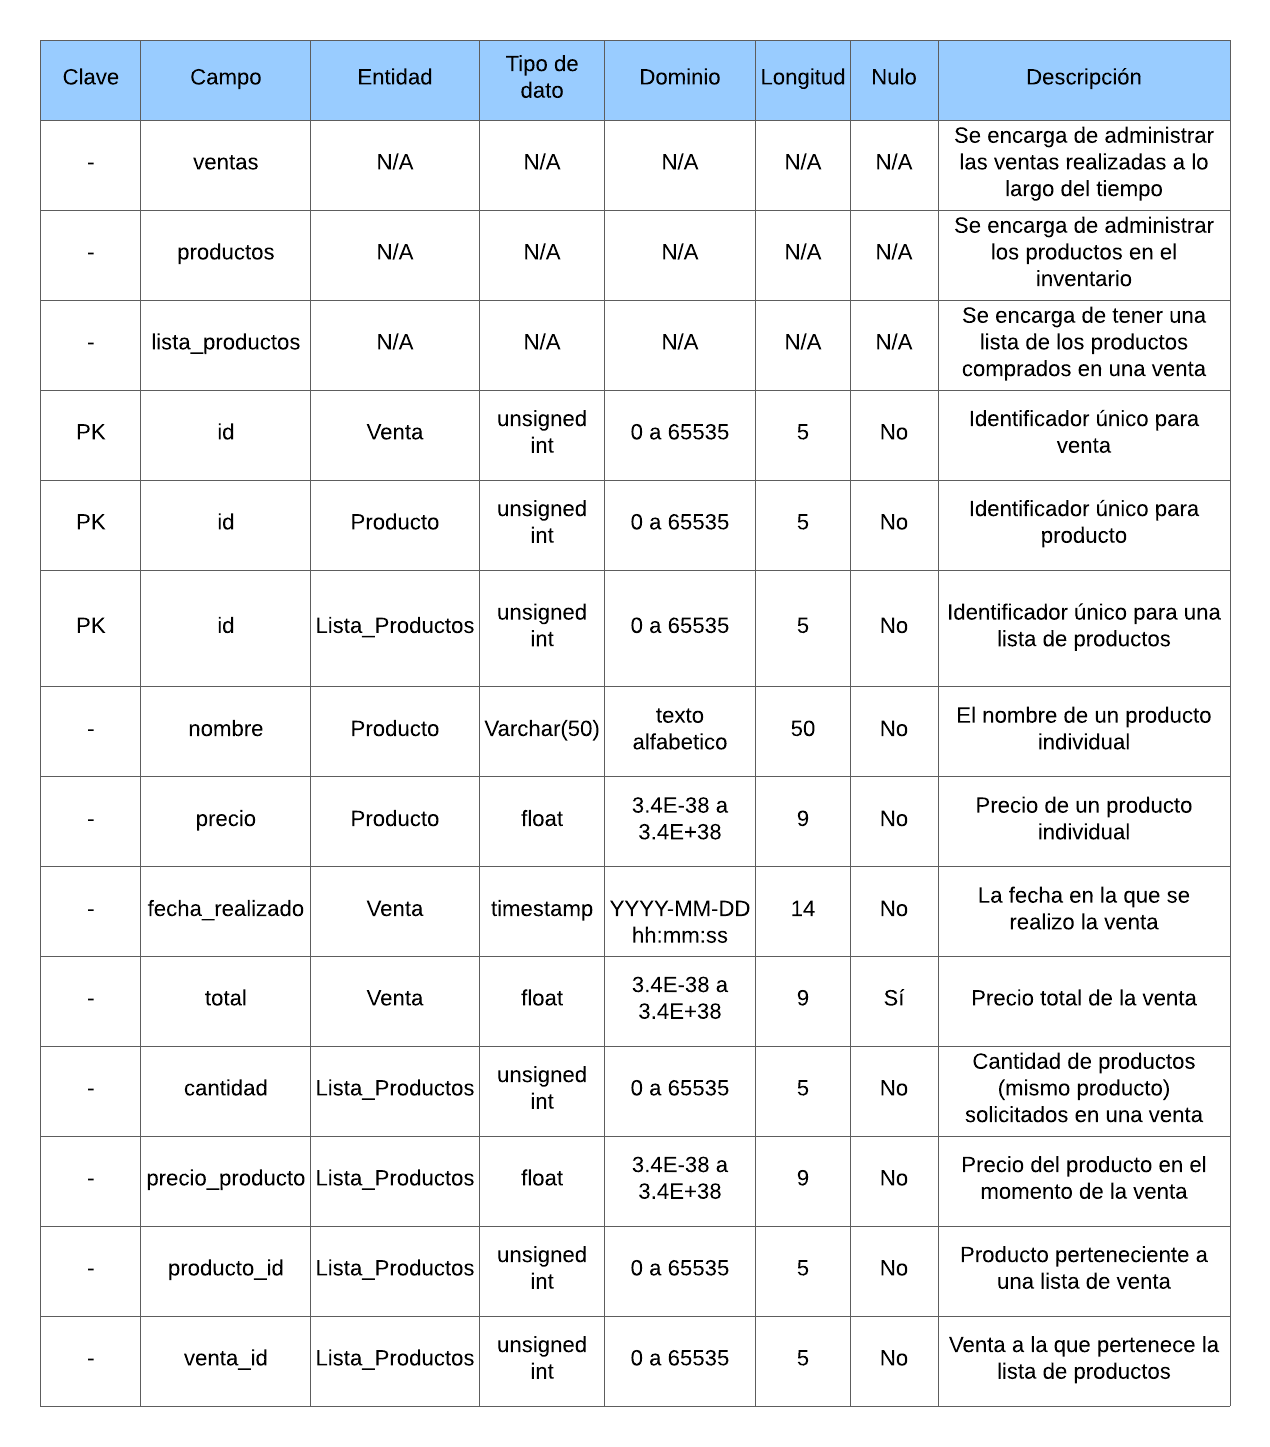 Clave Campo Entidad Tipo de dato Dominio Longitud Nulo Descripción
- ventas N/A N/A N/A N/A N/A Se encarga de administrar las ventas realizadas a lo largo del tiempo
- productos N/A N/A N/A N/A N/A Se encarga de administrar los productos en el inventario
- lista_productos N/A N/A N/A N/A N/A Se encarga de tener una lista de los productos comprados en una venta
PK id Venta unsigned int 0 a 65535 5 No Identificador único para venta
PK id Producto unsigned int 0 a 65535 5 No Identificador único para producto
PK id Lista_Productos unsigned int 0 a 65535 5 No Identificador único para una lista de productos
- nombre Producto Varchar(50) texto alfabetico 50 No El nombre de un producto individual
- precio Producto float 3.4E-38 a 3.4E+38 9 No Precio de un producto individual
- fecha_realizado Venta timestamp YYYY-MM-DD hh:mm:ss 14 No La fecha en la que se realizo la venta
- total Venta float 3.4E-38 a 3.4E+38 9 Sí Precio total de la venta
- cantidad Lista_Productos unsigned int 0 a 65535 5 No Cantidad de productos (mismo producto) solicitados en una venta
- precio_producto Lista_Productos float 3.4E-38 a 3.4E+38 9 No Precio del producto en el momento de la venta
- producto_id Lista_Productos unsigned int 0 a 65535 5 No Producto perteneciente a una lista de venta
- venta_id Lista_Productos unsigned int 0 a 65535 5 No Venta a la que pertenece la lista de productos